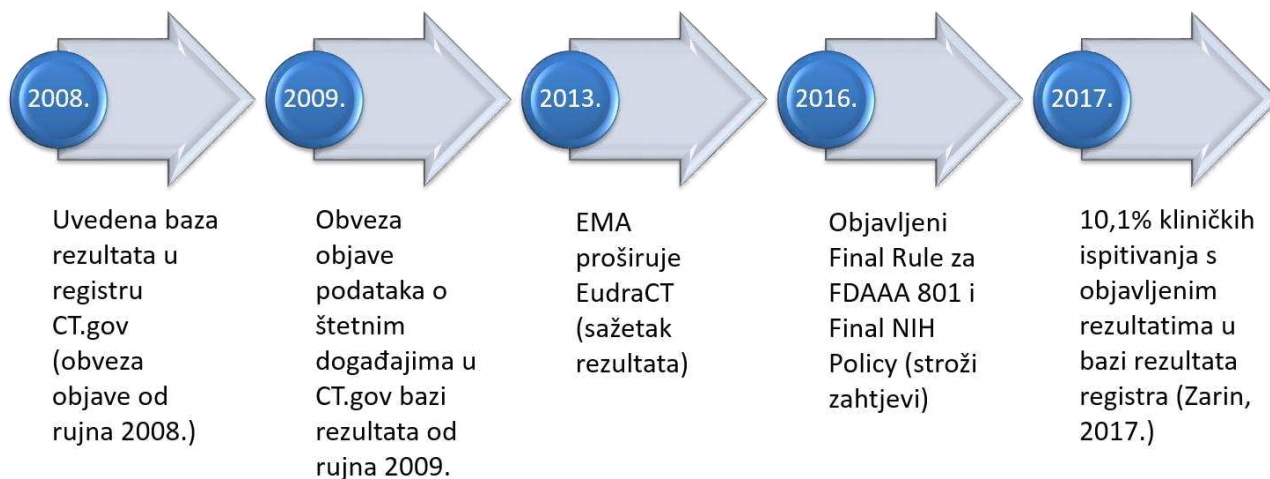 2008.
Uvedena baza
rezultata u
registru
CT.gov
(obveza
objave od
rujna 2008.)
2009.
Obveza
objave
podataka o
štetnim
događajima u
CT.gov bazi
rezultata od
rujna 2009.
2013.
EMA
proširuje
EudraCT
(sažetak
rezultata)
2016.
Objavljeni
Final Rule za
FDAAA 801 i
Final NIH
Policy (stroži
zahtjevi)
2017.
10,1% kliničkih
ispitivanja s
objavljenim
rezultatima u
bazi rezultata
registra (Zarin,
2017.)